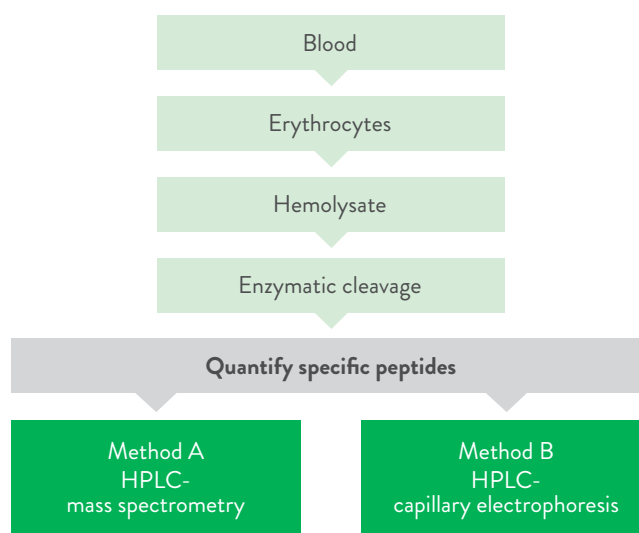 Blood
Erythrocytes
Hemolysate
Enzymatic cleavage
Quantify specific peptides
Method A
HPLC-
mass spectrometry
Method B
HPLC-
capillary electrophoresis